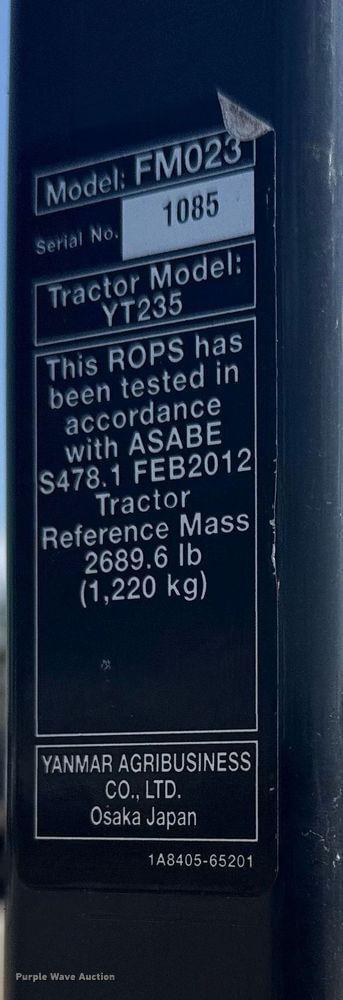 Model: FM023
Serial No. 1085
Tractor Model:
YT235
This ROPS has
been tested in
accordance
with ASABE
S478.1 FEB2012
Tractor
Reference Mass
2689.6 lb
(1,220 kg)
YANMAR AGRIBUSINESS
CO., LTD.
Osaka Japan
1A8405-65201
Purple Wave Auction